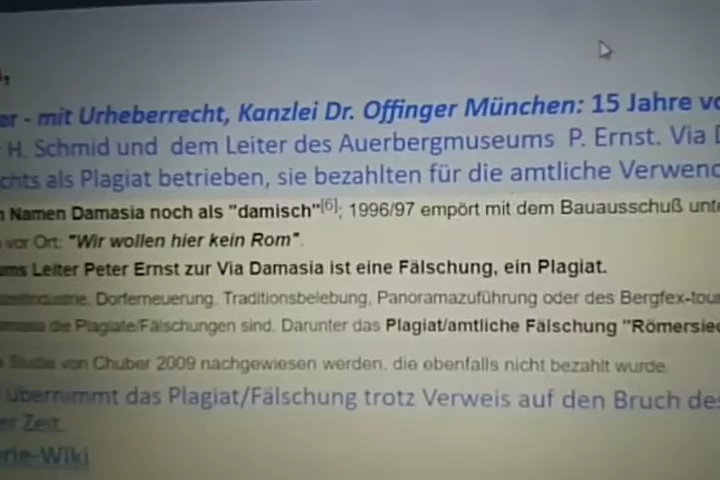 er - mit Urheberrecht, Kanzlei Dr. Offinger München: 15 Jahre vo
H. Schmid und dem Leiter des Auerbergmuseums P. Ernst. Via D
chts als Plagiat betrieben, sie bezahlten für die amtliche Verwend
n Namen Damasia noch als "damisch"[6]; 1996/97 empört mit dem Bauausschuß unte
vor Ort: "Wir wollen hier kein Rom".
ums Leiter Peter Ernst zur Via Damasia ist eine Fälschung, ein Plagiat.
Dorferneuerung, Traditionsbelebung, Panoramazuführung oder des Bergfex-tou
die Plagiate/Fälschungen sind. Darunter das Plagiat/amtliche Fälschung "Römersied
Studie von Chuber 2009 nachgewiesen werden, die ebenfalls nicht bezahlt wurde.
übernimmt das Plagiat/Fälschung trotz Verweis auf den Bruch des
er Zeit.
rie-Wiki